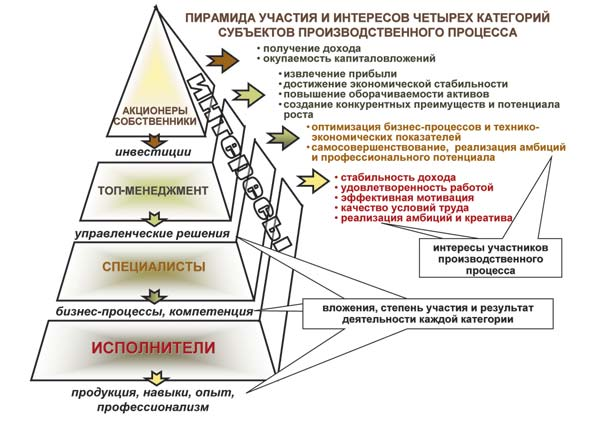 ПИРАМИДА УЧАСТИЯ И ИНТЕРЕСОВ ЧЕТЫРЕХ КАТЕГОРИЙ
СУБЪЕКТОВ ПРОИЗВОДСТВЕННОГО ПРОЦЕССА
• получение дохода
• окупаемость капиталовложений
• извлечение прибыли
• достижение экономической стабильности
• повышение оборачиваемости активов
• создание конкурентных преимуществ и потенциала
роста
• оптимизация бизнес-процессов и технико-
экономических показателей
• самосовершенствование, реализация амбиций
и профессионального потенциала
• стабильность дохода
• удовлетворенность работой
• эффективная мотивация
• качество условий труда
• реализация амбиций и креатива
Интересы
АКЦИОНЕРЫ
СОБСТВЕННИКИ
инвестиции
ТОП-МЕНЕДЖМЕНТ
управленческие решения
СПЕЦИАЛИСТЫ
бизнес-процессы, компетенция
ИСПОЛНИТЕЛИ
продукция, навыки, опыт,
профессионализм
интересы участников
производственного
процесса
вложения, степень участия и результат
деятельности каждой категории